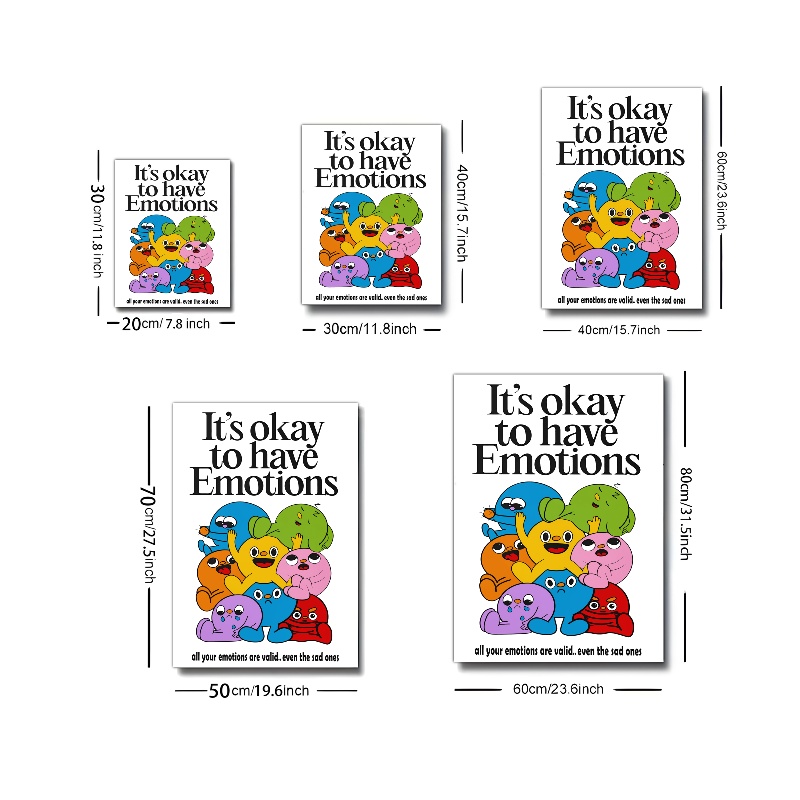 It's okay
to have
Emotions
all your emotions are valid.. even the sad ones
30cm/11.8 inch
20cm/ 7.8 inch
It's okay
to have
Emotions
all your emotions are valid.. even the sad ones
40cm/15.7inch
30cm/11.8inch
It's okay
to have
Emotions
all your emotions are valid.. even the sad ones
60cm/23.6inch
40cm/15.7inch
It's okay
to have
Emotions
all your emotions are valid.. even the sad ones
70cm/27.5inch
50cm/19.6inch
It's okay
to have
Emotions
all your emotions are valid.. even the sad ones
80cm/31.5inch
60cm/23.6inch